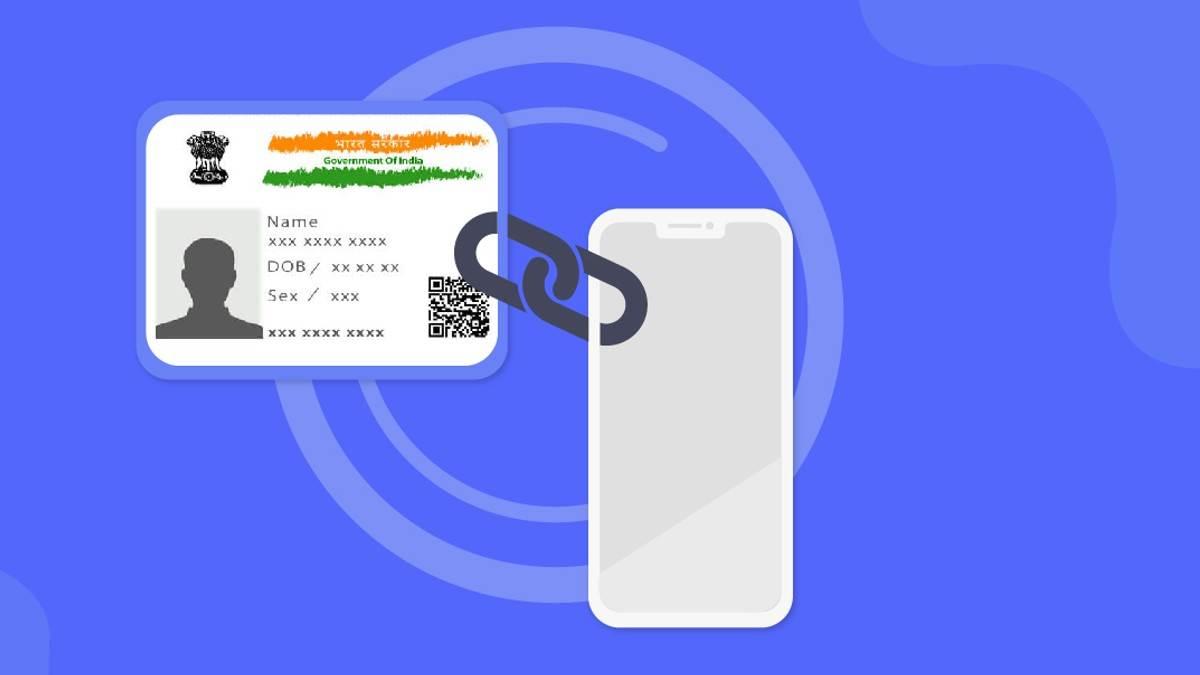 भारत सरकार
Government Of India
Name
xxx xxxx xxxx
DOB / xx xx xx
Sex / xxx
xxx xxxx xxxx